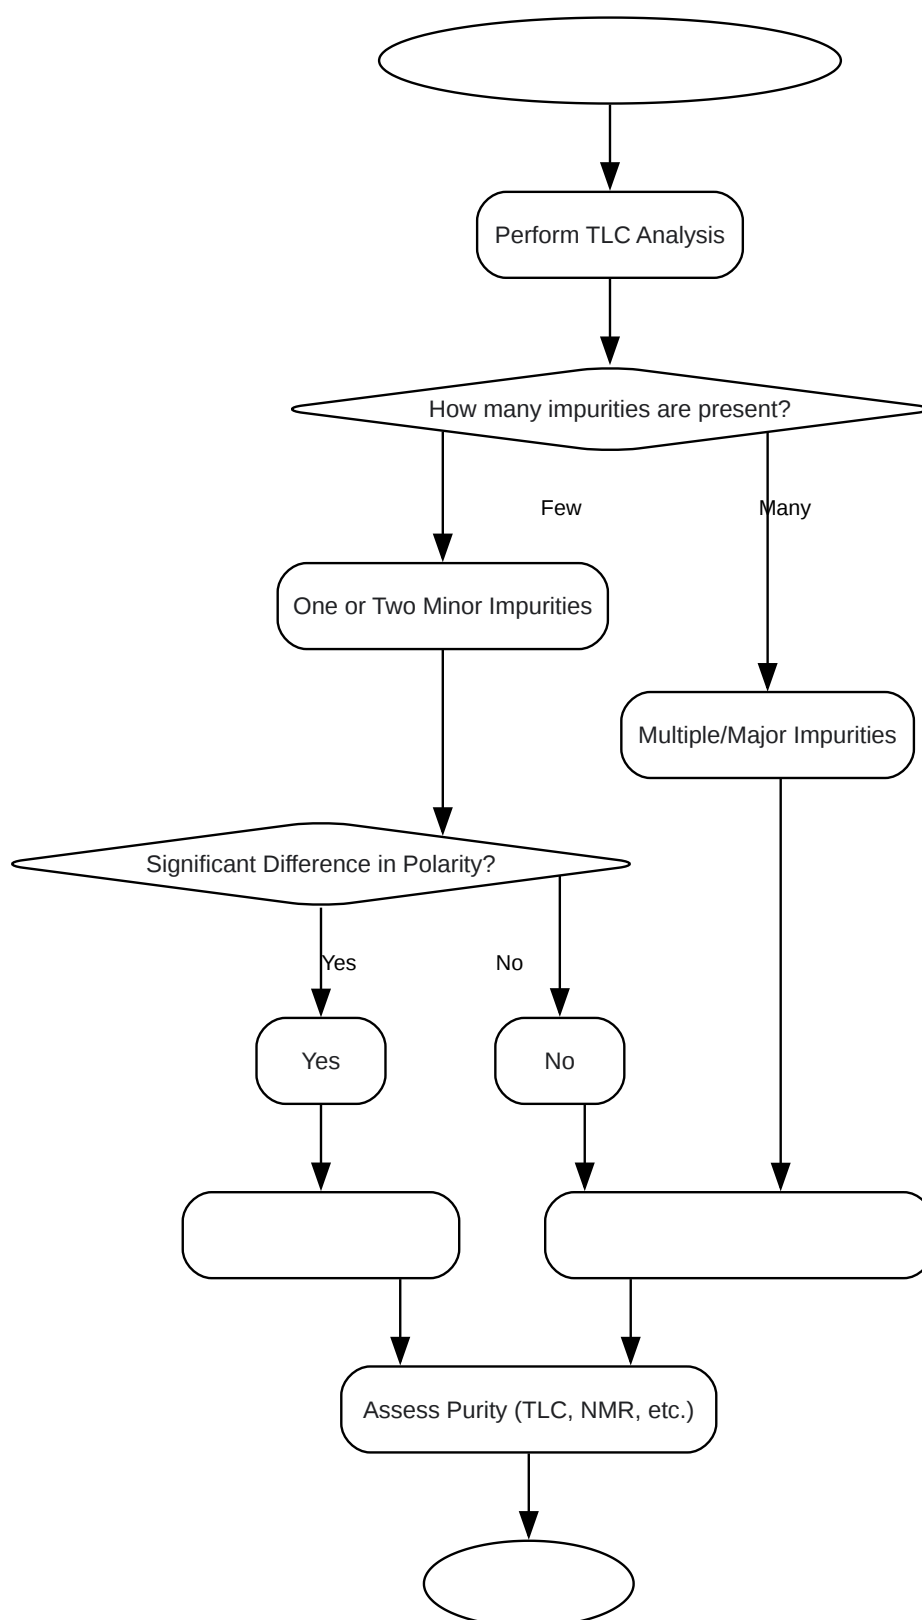 Perform TLC Analysis
How many impurities are present?
Few
Many
One or Two Minor Impurities
Multiple/Major Impurities
Significant Difference in Polarity?
Yes
No
Yes
No
Assess Purity (TLC, NMR, etc.)